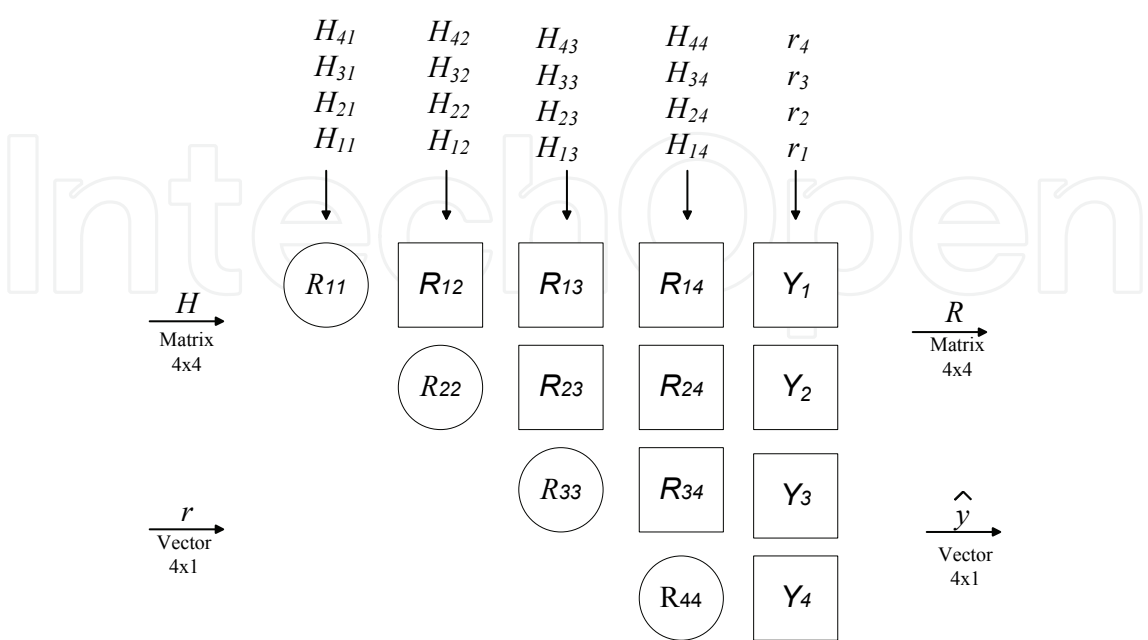 H41 H42 H43 H44 r4
H31 H32 H33 H34 r3
H21 H22 H23 H24 r2
H11 H12 H13 H14 r1
IntechOpen
R11 R12 R13 R14 Y1
H
Matrix
4x4
R
Matrix
4x4
R22 R23 R24 Y2
R33 R34 Y3
r
Vector
4x1
ŷ
Vector
4x1
R44 Y4